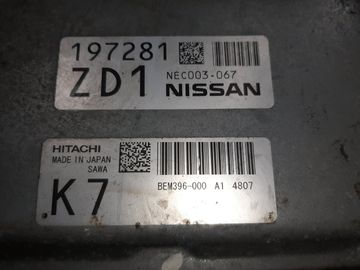 197281
ZD1
NEC003-067
NISSAN
HITACHI
MADE IN JAPAN
SAWA
K7
BEM396-000 A1 4807